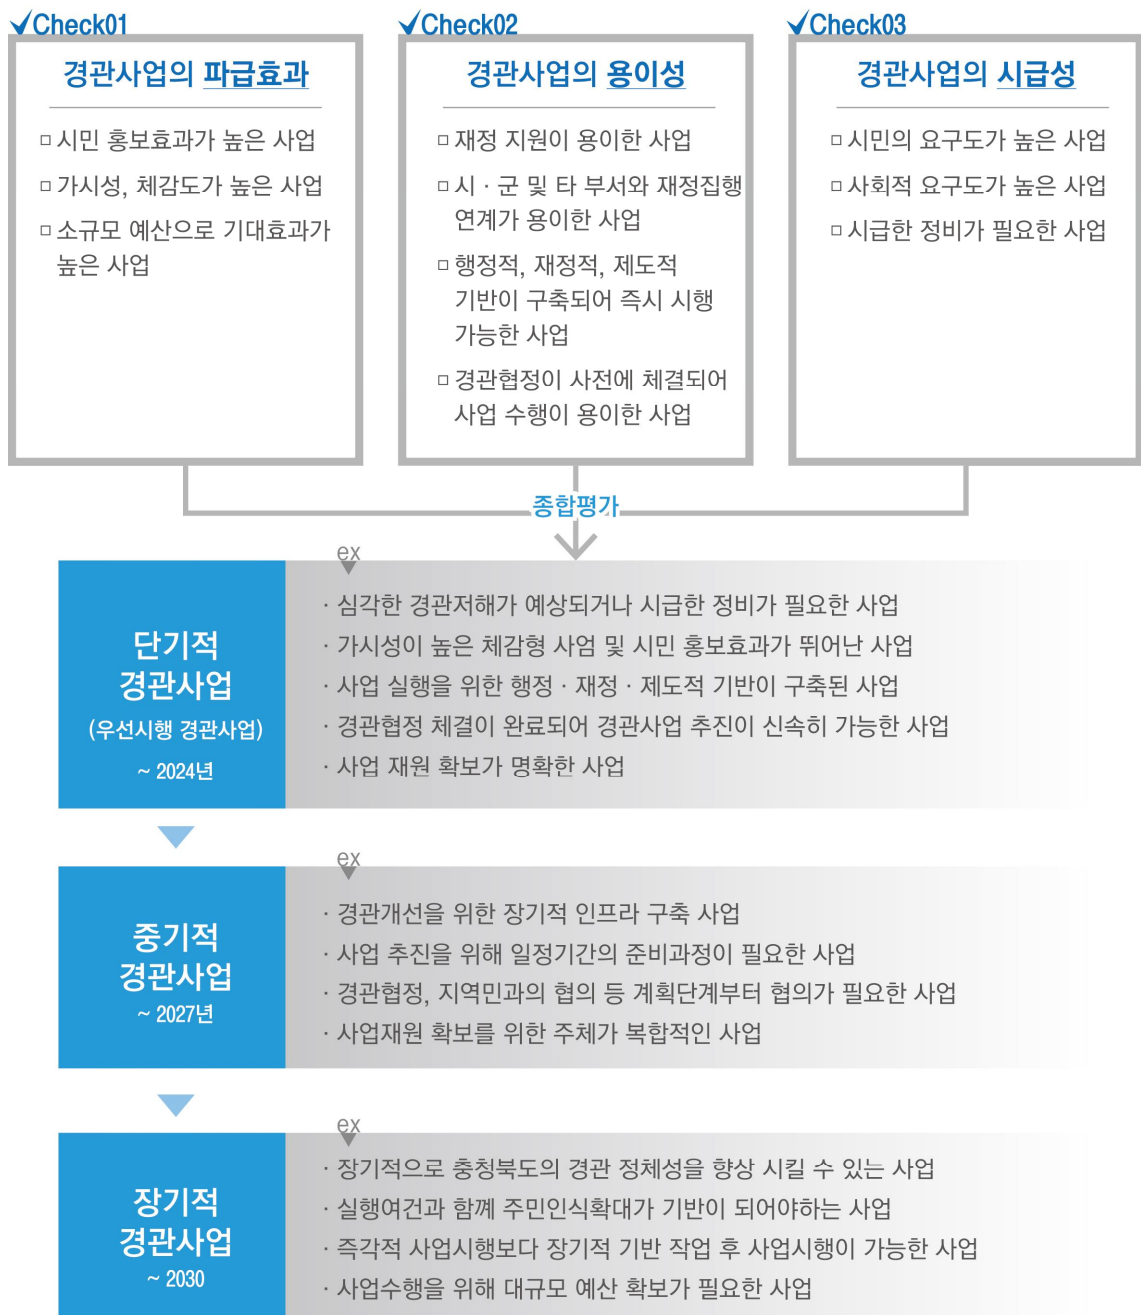 Check01
경관사업의 파급효과
□ 시민 홍보효과가 높은 사업
□ 가시성, 체감도가 높은 사업
□ 소규모 예산으로 기대효과가
높은 사업
Check02
경관사업의 용이성
□ 재정 지원이 용이한 사업
□ 시 · 군 및 타 부서와 재정집행
연계가 용이한 사업
□ 행정적, 재정적, 제도적
기반이 구축되어 즉시 시행
가능한 사업
□ 경관협정이 사전에 체결되어
사업 수행이 용이한 사업
Check03
경관사업의 시급성
□ 시민의 요구도가 높은 사업
□ 사회적 요구도가 높은 사업
□ 시급한 정비가 필요한 사업
종합평가
단기적
경관사업
(우선시행 경관사업)
~ 2024년
ex
· 심각한 경관저해가 예상되거나 시급한 정비가 필요한 사업
· 가시성이 높은 체감형 사엄 및 시민 홍보효과가 뛰어난 사업
· 사업 실행을 위한 행정 · 재정 · 제도적 기반이 구축된 사업
· 경관협정 체결이 완료되어 경관사업 추진이 신속히 가능한 사업
· 사업 재원 확보가 명확한 사업
중기적
경관사업
~ 2027년
ex
· 경관개선을 위한 장기적 인프라 구축 사업
· 사업 추진을 위해 일정기간의 준비과정이 필요한 사업
· 경관협정, 지역민과의 협의 등 계획단계부터 협의가 필요한 사업
· 사업재원 확보를 위한 주체가 복합적인 사업
장기적
경관사업
~ 2030
ex
· 장기적으로 충청북도의 경관 정체성을 향상 시킬 수 있는 사업
· 실행여건과 함꼐 주민인식확대가 기반이 되어야하는 사업
· 즉각적 사업시행보다 장기적 기반 작업 후 사업시행이 가능한 사업
· 사업수행을 위해 대규모 예산 확보가 필요한 사업